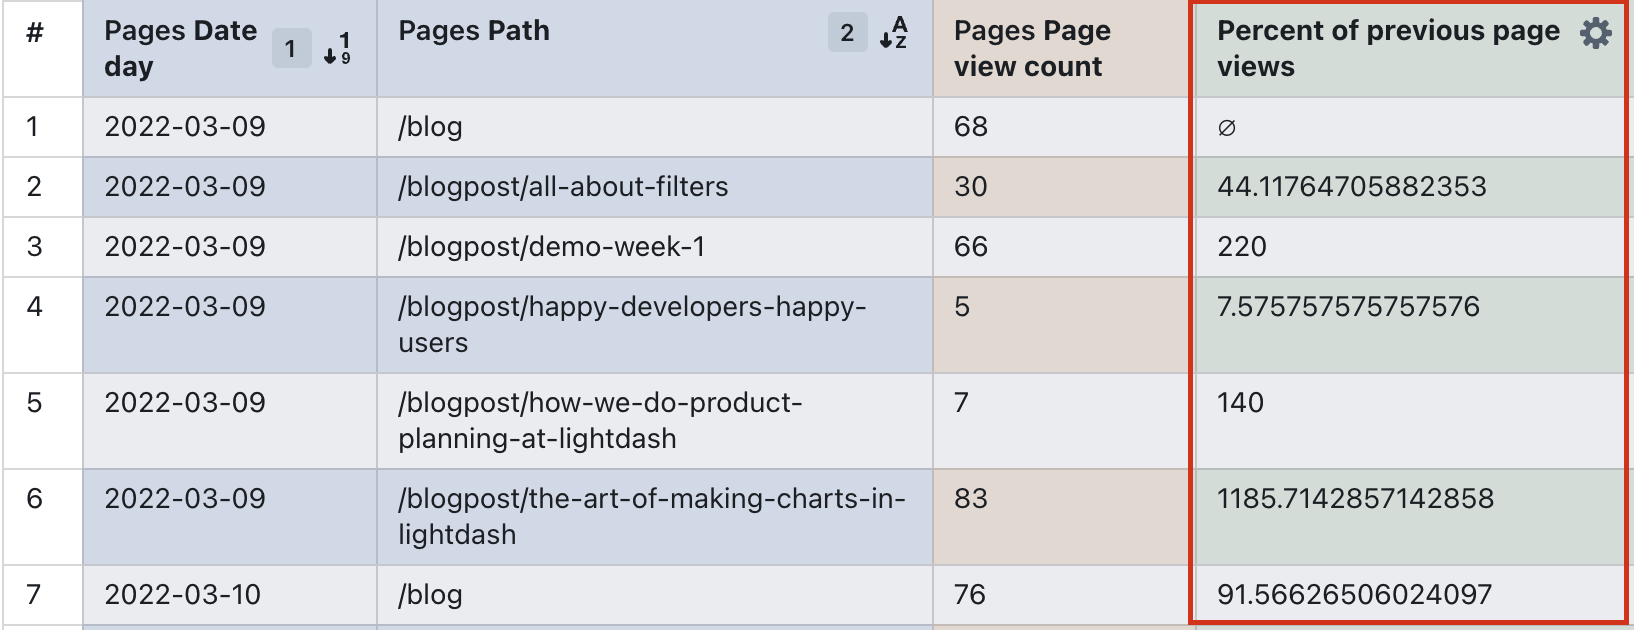 # Pages Date day 1 1 9 Pages Path 2 A Z Pages Page view count Percent of previous page views
1 2022-03-09 /blog 68 ∅
2 2022-03-09 /blogpost/all-about-filters 30 44.11764705882353
3 2022-03-09 /blogpost/demo-week-1 66 220
4 2022-03-09 /blogpost/happy-developers-happy-
users 5 7.575757575757576
5 2022-03-09 /blogpost/how-we-do-product-
planning-at-lightdash 7 140
6 2022-03-09 /blogpost/the-art-of-making-charts-in-
lightdash 83 1185.7142857142858
7 2022-03-10 /blog 76 91.56626506024097